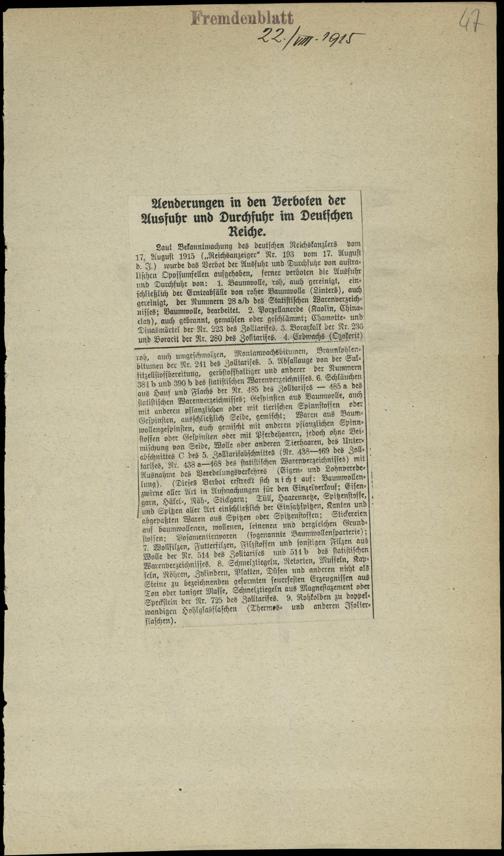 Fremdenblatt
47
22./VIII. 1915
Aenderungen in den Verboten der
Ausfuhr und Durchfuhr im Deutschen
Reiche.
Laut Bekanntmachung des deutschen Reichskanzlers vom
17. August 1915 („Reichsanzeiger" Nr. 193 vom 17. August
d. J.) wurde das Verbot der Ausfuhr und Durchfuhr von austra-
lischen Opossumfellen aufgehoben, ferner verboten die Ausfuhr
und Durchfuhr von: 1. Baumwolle, roh, auch gereinigt, ein-
schließlich der Ernteabfälle von roher Baumwolle (Linters), auch
gereinigt, der Nummern 28 a/b des Statistischen Warenverzeich-
nisses; Baumwolle, bearbeitet. 2. Porzellanerde (Kaolin, China-
clay), auch gebrannt, gemahlen oder geschlämmt; Chamotte- und
Dinasmörtel der Nr. 223 des Zolltarifes. 3. Borazkalk der Nr. 235
und Boracit der Nr. 280 des Zolltarifes. 4. Erdwachs (Ozokerit)
roh, auch umgeschmolzen, Montanwachsbitumen, Braunkohlen-
bitumen der Nr. 241 des Zolltarifes. 5. Ablauge von der Sul-
fitzellstoffbereitung, gerbstoffhaltiger und anderer der Nummern
384 b und 390 b des statistischen Warenverzeichnisses. 6. Schläuchen
aus Hanf und Flachs der Nr. 485 des Zolltarifes — 485 a des
statistischen Warenverzeichnisses; Gespinsten aus Baumwolle, auch
mit anderen pflanzlichen oder mit tierischen Spinnstoffen oder
Gespinsten, ausschließlich Seide, gemischt; Waren aus Baum-
wollengespinsten, auch gemischt mit anderen pflanzlichen Spinn-
stoffen oder Gespinsten oder mit Pferdehaaren, jedoch ohne Bei-
mischung von Seide, Wolle oder anderen Tierhaaren, des Unter-
abschnittes C des 5. Zolltarifabschnittes (Nr. 438—469 des Zoll-
tarifes, Nr. 438 a—468 des statistischen Warenverzeichnisses) mit
Ausnahme des Veredelungsverkehres (Eigen- und Lohnverede-
lung). (Dieses Verbot erstreckt sich nicht auf: Baumwollen-
zwirne aller Art in Aufmachungen für den Einzelverkauf; Eisen-
garn, Häkel-, Näh-, Stickgarn; Tüll, Haarennetze, Spitzenstoffe,
und Spitzen aller Art einschließlich der Einsatzspitzen, Kanten und
abgepaßten Waren aus Spitzen oder Spitzenstoffen; Stickereien
auf baumwollenen, wollenen, leinenen und dergleichen Grund-
stoffen; Posamentierwaren (sogenannte Baumwollensparterie);
7. Wollfilzen, Futterfilzen, Filzstoffen und sonstigen Filzen aus
Wolle der Nr. 514 des Zolltarifes und 514 b des statistischen
Warenverzeichnisses. 8. Schmelztiegeln, Retorten, Muffeln, Kap-
seln, Röhren, Zylindern, Platten, Düsen und anderen nicht als
Steine zu bezeichnenden geformten feuerfesten Erzeugnissen aus
Ton oder toniger Masse, Schmelztiegeln aus Magnesiazement oder
Speckstein der Nr. 725 des Zolltarifes. 9. Rohkolben zu doppel-
wandigen Hohlglasflaschen (Thermos- und anderen Isolier-
flaschen).